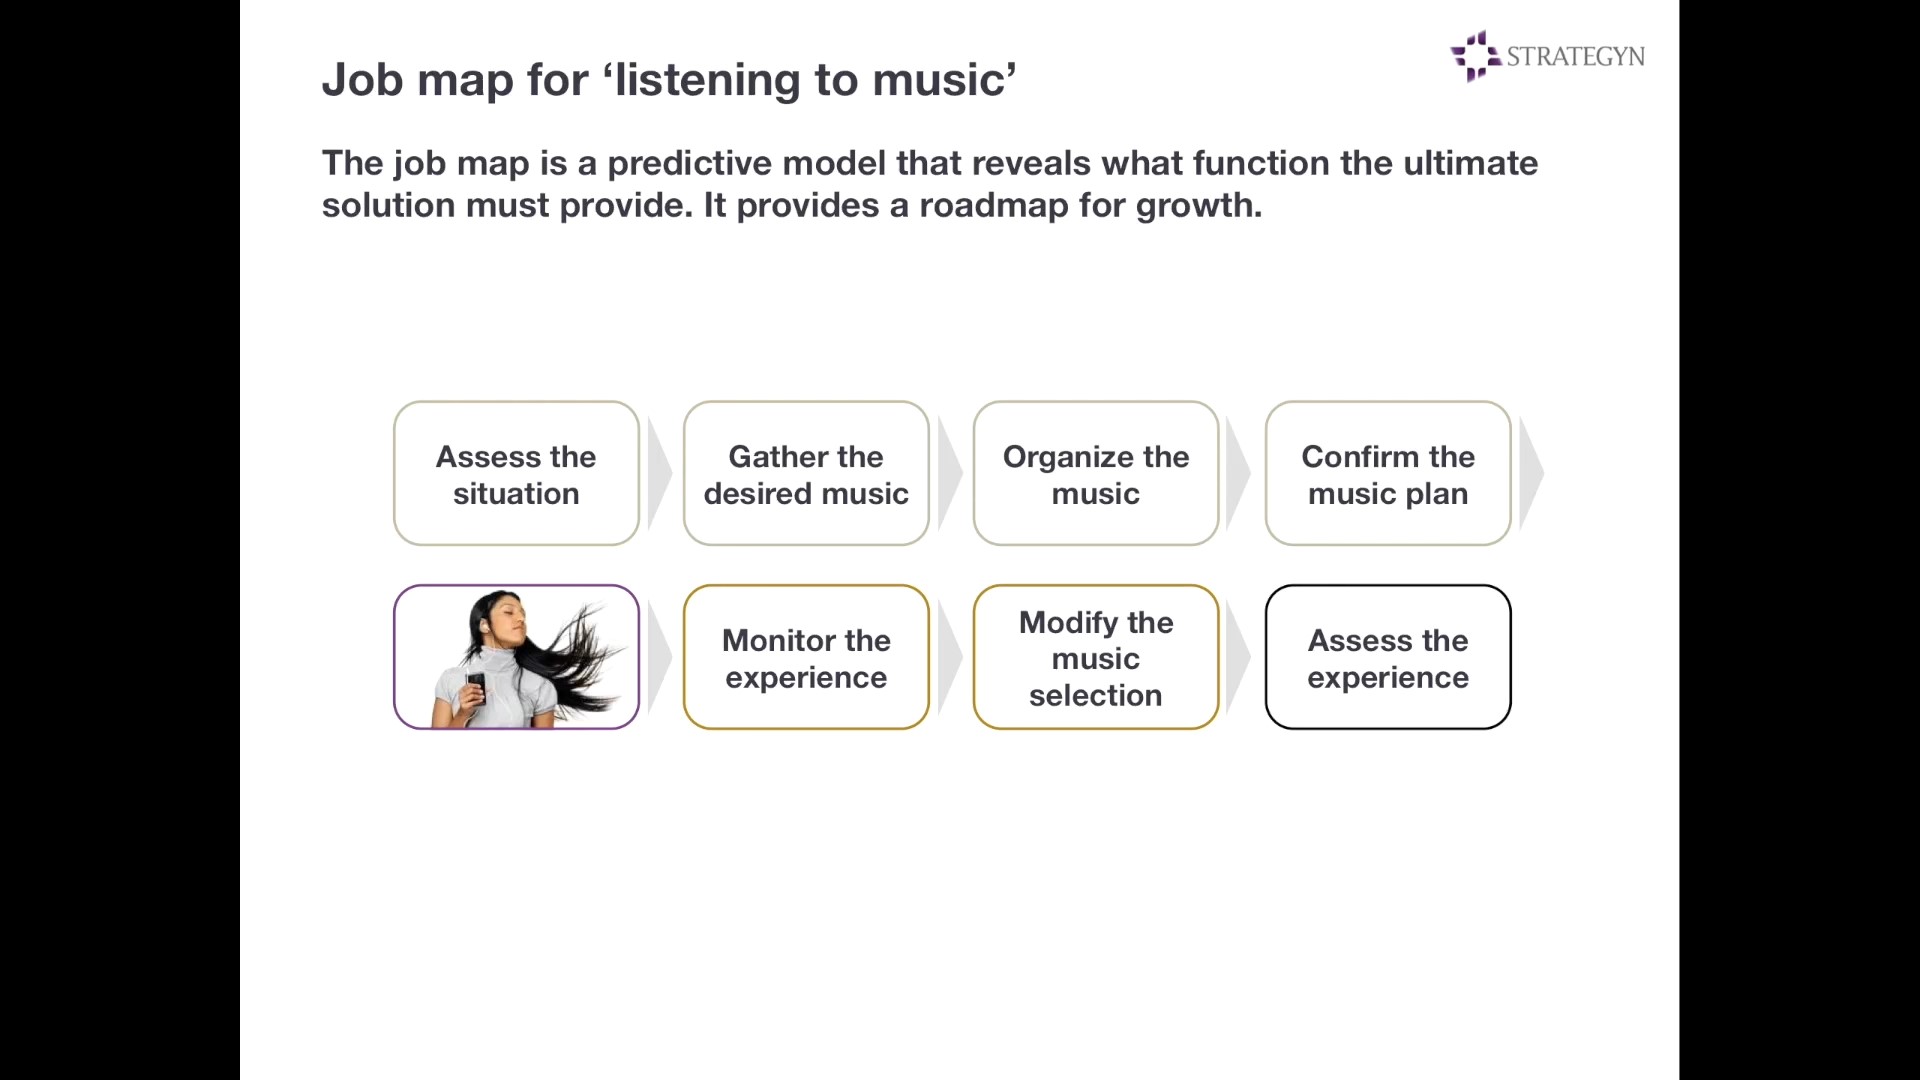 STRATEGYN
Job map for ‘listening to music’
The job map is a predictive model that reveals what function the ultimate
solution must provide. It provides a roadmap for growth.
Assess the
situation
Gather the
desired music
Organize the
music
Confirm the
music plan
Monitor the
experience
Modify the
music
selection
Assess the
experience